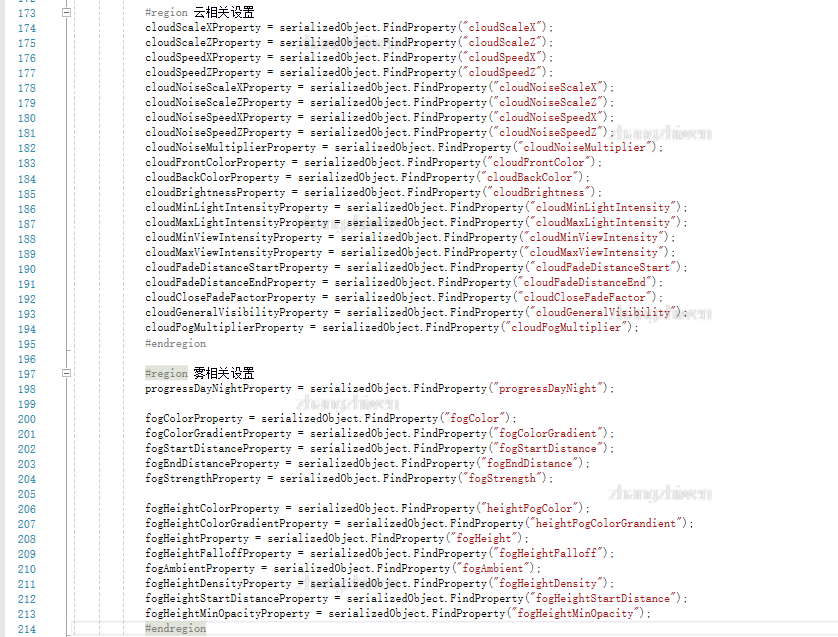 173 #region 云相关设置
174 cloudScaleXProperty = serializedObject.FindProperty("cloudScaleX");
175 cloudScaleZProperty = serializedObject.FindProperty("cloudScaleZ");
176 cloudSpeedXProperty = serializedObject.FindProperty("cloudSpeedX");
177 cloudSpeedZProperty = serializedObject.FindProperty("cloudSpeedZ");
178 cloudNoiseScaleXProperty = serializedObject.FindProperty("cloudNoiseScaleX");
179 cloudNoiseScaleZProperty = serializedObject.FindProperty("cloudNoiseScaleZ");
180 cloudNoiseSpeedXProperty = serializedObject.FindProperty("cloudNoiseSpeedX");
181 cloudNoiseSpeedZProperty = serializedObject.FindProperty("cloudNoiseSpeedZ");
182 cloudNoiseMultiplierProperty = serializedObject.FindProperty("cloudNoiseMultiplier");
183 cloudFrontColorProperty = serializedObject.FindProperty("cloudFrontColor");
184 cloudBackColorProperty = serializedObject.FindProperty("cloudBackColor");
185 cloudBrightnessProperty = serializedObject.FindProperty("cloudBrightness");
186 cloudMinLightIntensityProperty = serializedObject.FindProperty("cloudMinLightIntensity");
187 cloudMaxLightIntensityProperty = serializedObject.FindProperty("cloudMaxLightIntensity");
188 cloudMinViewIntensityProperty = serializedObject.FindProperty("cloudMinViewIntensity");
189 cloudMaxViewIntensityProperty = serializedObject.FindProperty("cloudMaxViewIntensity");
190 cloudFadeDistanceStartProperty = serializedObject.FindProperty("cloudFadeDistanceStart");
191 cloudFadeDistanceEndProperty = serializedObject.FindProperty("cloudFadeDistanceEnd");
192 cloudCloseFadeFactorProperty = serializedObject.FindProperty("cloudCloseFadeFactor");
193 cloudGeneralVisibilityProperty = serializedObject.FindProperty("cloudGeneralVisibility");
194 cloudFogMultiplierProperty = serializedObject.FindProperty("cloudFogMultiplier");
195 #endregion
196
197 #region 雾相关设置
198 progressDayNightProperty = serializedObject.FindProperty("progressDayNight");
199
200 fogColorProperty = serializedObject.FindProperty("fogColor");
201 fogColorGradientProperty = serializedObject.FindProperty("fogColorGradient");
202 fogStartDistanceProperty = serializedObject.FindProperty("fogStartDistance");
203 fogEndDistanceProperty = serializedObject.FindProperty("fogEndDistance");
204 fogStrengthProperty = serializedObject.FindProperty("fogStrength");
205
206 fogHeightColorProperty = serializedObject.FindProperty("heightFogColor");
207 fogHeightColorGradientProperty = serializedObject.FindProperty("heightFogColorGrandient");
208 fogHeightProperty = serializedObject.FindProperty("fogHeight");
209 fogHeightFalloffProperty = serializedObject.FindProperty("fogHeightFalloff");
210 fogAmbientProperty = serializedObject.FindProperty("fogAmbient");
211 fogHeightDensityProperty = serializedObject.FindProperty("fogHeightDensity");
212 fogHeightStartDistanceProperty = serializedObject.FindProperty("fogHeightStartDistance");
213 fogHeightMinOpacityProperty = serializedObject.FindProperty("fogHeightMinOpacity");
214 #endregion